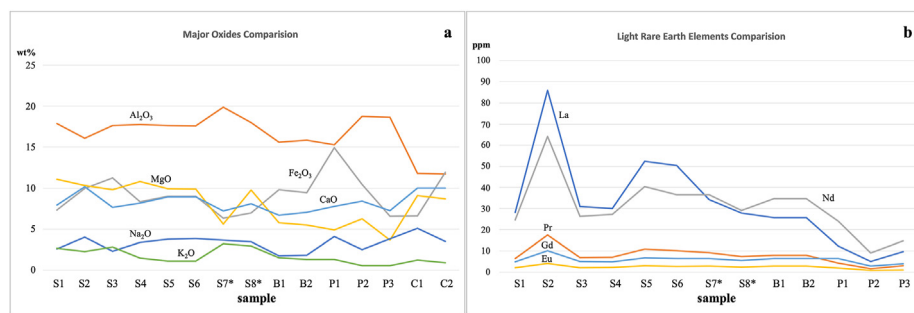 Major Oxides Comparision
a
wt%
25
20
15
10
5
0
Al₂O₃
MgO
Fe₂O₃
CaO
Na₂O
K₂O
S1 S2 S3 S4 S5 S6 S7* S8* B1 B2 P1 P2 P3 C1 C2
sample
Light Rare Earth Elements Comparision
b
ppm
100
90
80
70
60
50
40
30
20
10
0
La
Nd
Pr
Gd
Eu
S1 S2 S3 S4 S5 S6 S7* S8* B1 B2 P1 P2 P3
sample